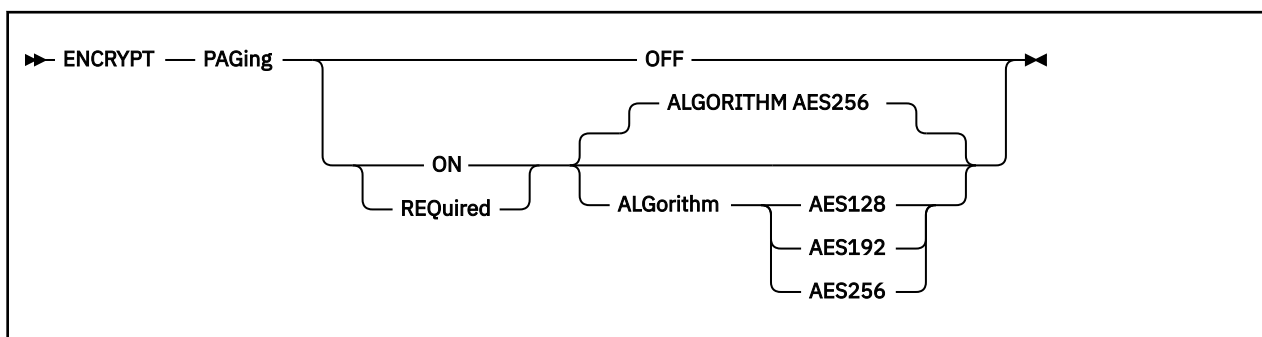 ENCRYPT PAGing OFF
ALGORITHM AES256
ON
REQuired ALGorithm AES128
AES192
AES256